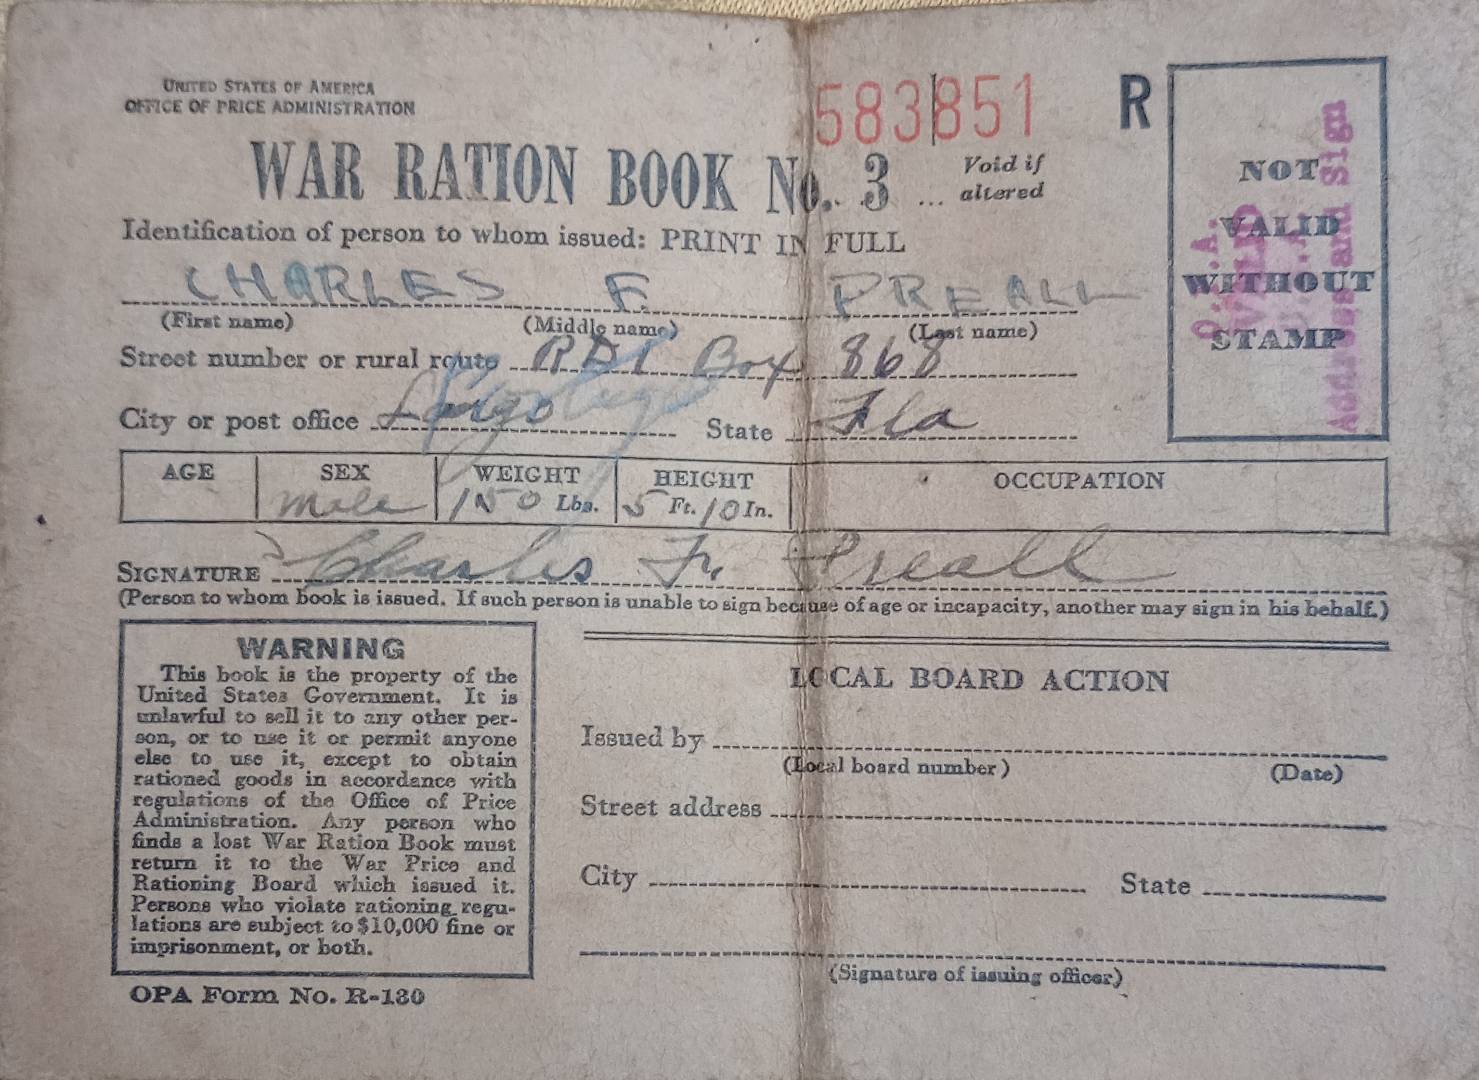 UNITED STATES OF AMERICA
OFFICE OF PRICE ADMINISTRATION
583851 R
WAR RATION BOOK No. 3 ... Void if altered
Identification of person to whom issued: PRINT IN FULL
CHARLES F. PREALL
(First name) (Middle name) (Last name)
Street number or rural route RD1 Box 868
City or post office Largo State Fla
NOT
VALID
WITHOUT
STAMP
O.P.A.
VALID
Address and Sign
AGE SEX WEIGHT HEIGHT OCCUPATION
Male 150 Lbs. 5 Ft. 10 In.
SIGNATURE Charles F. Preall
(Person to whom book is issued. If such person is unable to sign because of age or incapacity, another may sign in his behalf.)
WARNING
This book is the property of the
United States Government. It is
unlawful to sell it to any other per-
son, or to use it or permit anyone
else to use it, except to obtain
rationed goods in accordance with
regulations of the Office of Price
Administration. Any person who
finds a lost War Ration Book must
return it to the War Price and
Rationing Board which issued it.
Persons who violate rationing regu-
lations are subject to $10,000 fine or
imprisonment, or both.
OPA Form No. R-130
LOCAL BOARD ACTION
Issued by
(Local board number) (Date)
Street address
City State
(Signature of issuing officer)